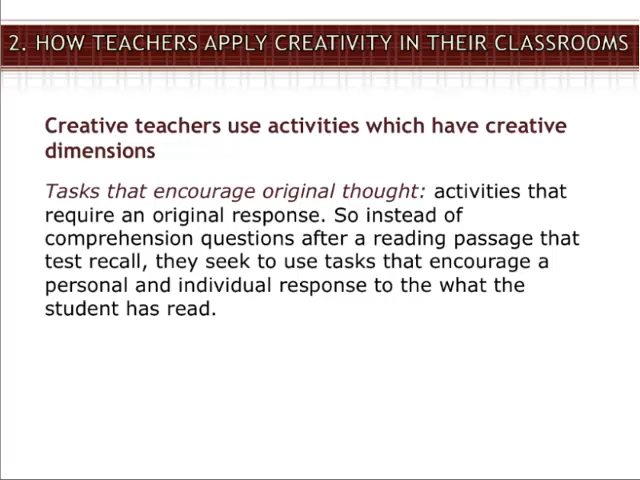 2. HOW TEACHERS APPLY CREATIVITY IN THEIR CLASSROOMS
Creative teachers use activities which have creative
dimensions
Tasks that encourage original thought: activities that
require an original response. So instead of
comprehension questions after a reading passage that
test recall, they seek to use tasks that encourage a
personal and individual response to the what the
student has read.